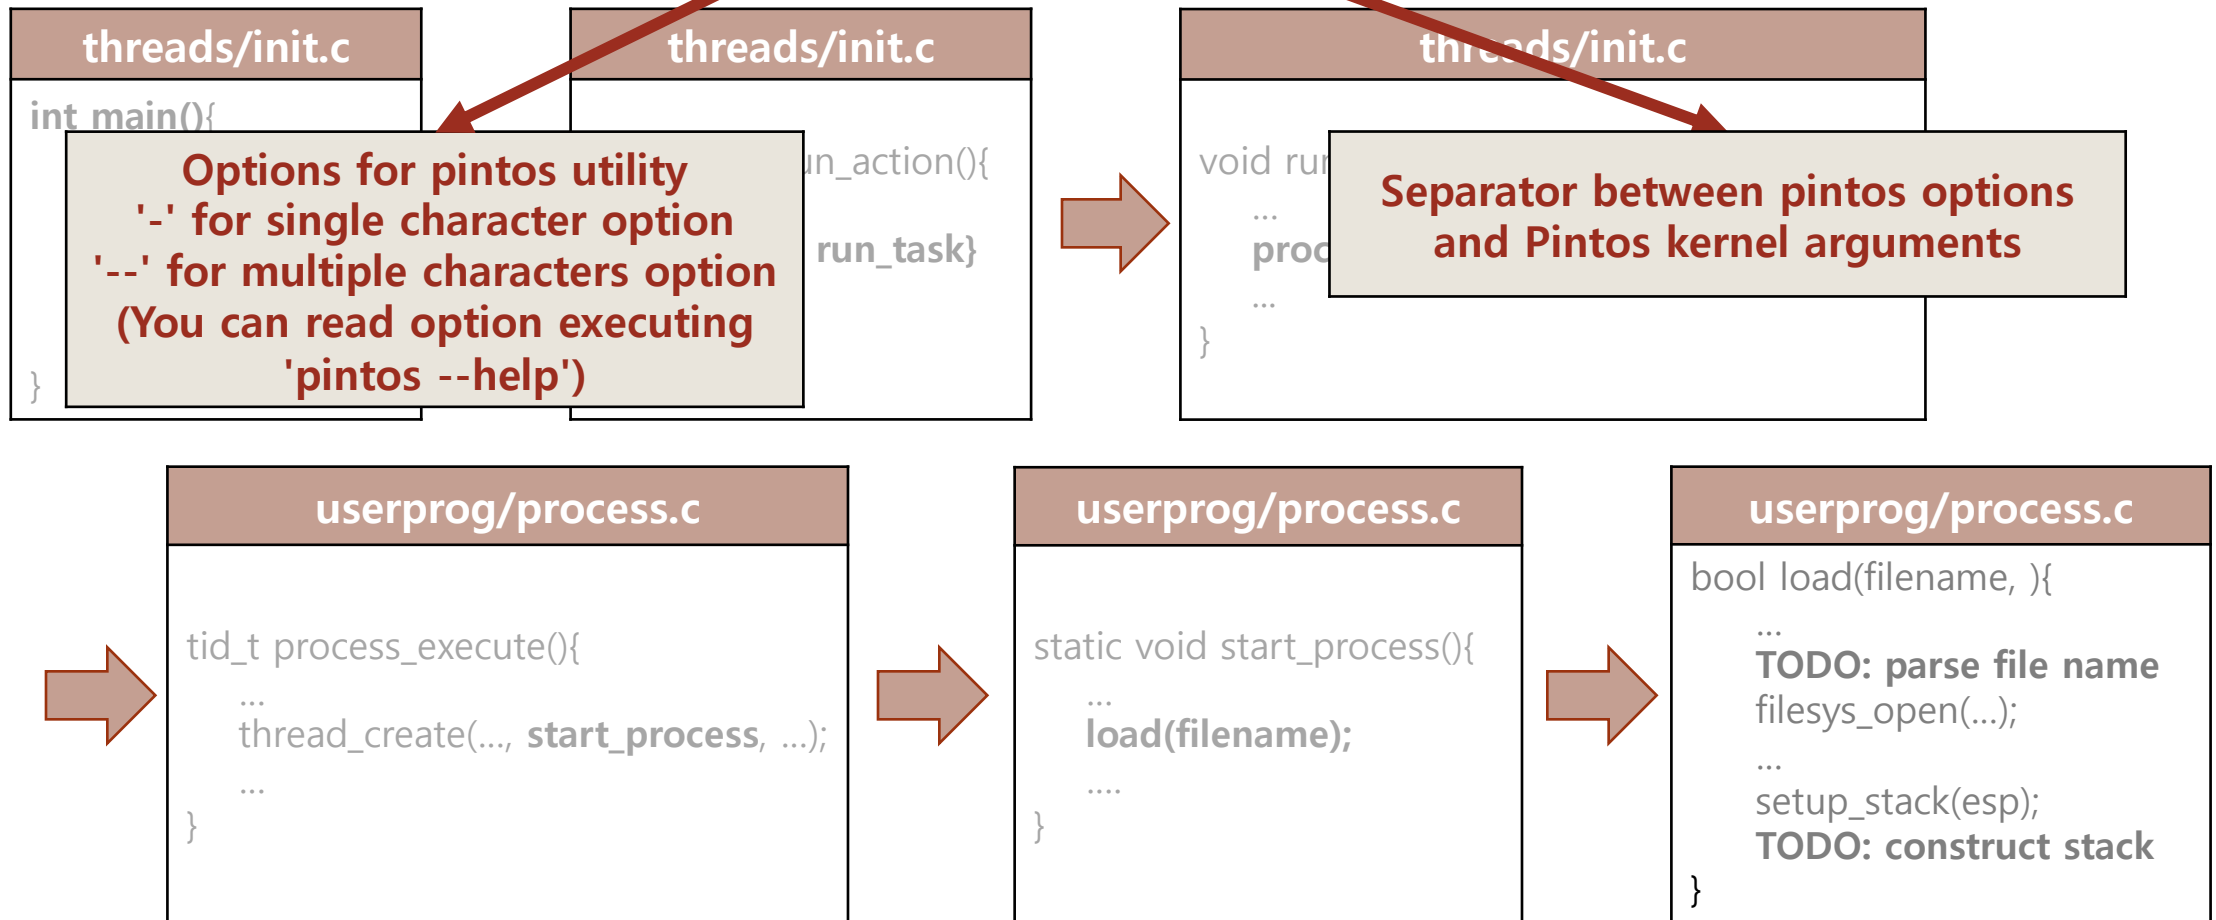 threads/init.c
int main(){
}
threads/init.c
run_task}
threads/init.c
void
...
...
}
Options for pintos utility
'-' for single character option
'--' for multiple characters option
(You can read option executing
'pintos --help')
Separator between pintos options
and Pintos kernel arguments
userprog/process.c
tid_t process_execute(){
...
thread_create(..., start_process, ...);
...
}
userprog/process.c
static void start_process(){
...
load(filename);
....
}
userprog/process.c
bool load(filename, ){
...
TODO: parse file name
filesys_open(...);
...
setup_stack(esp);
TODO: construct stack
}